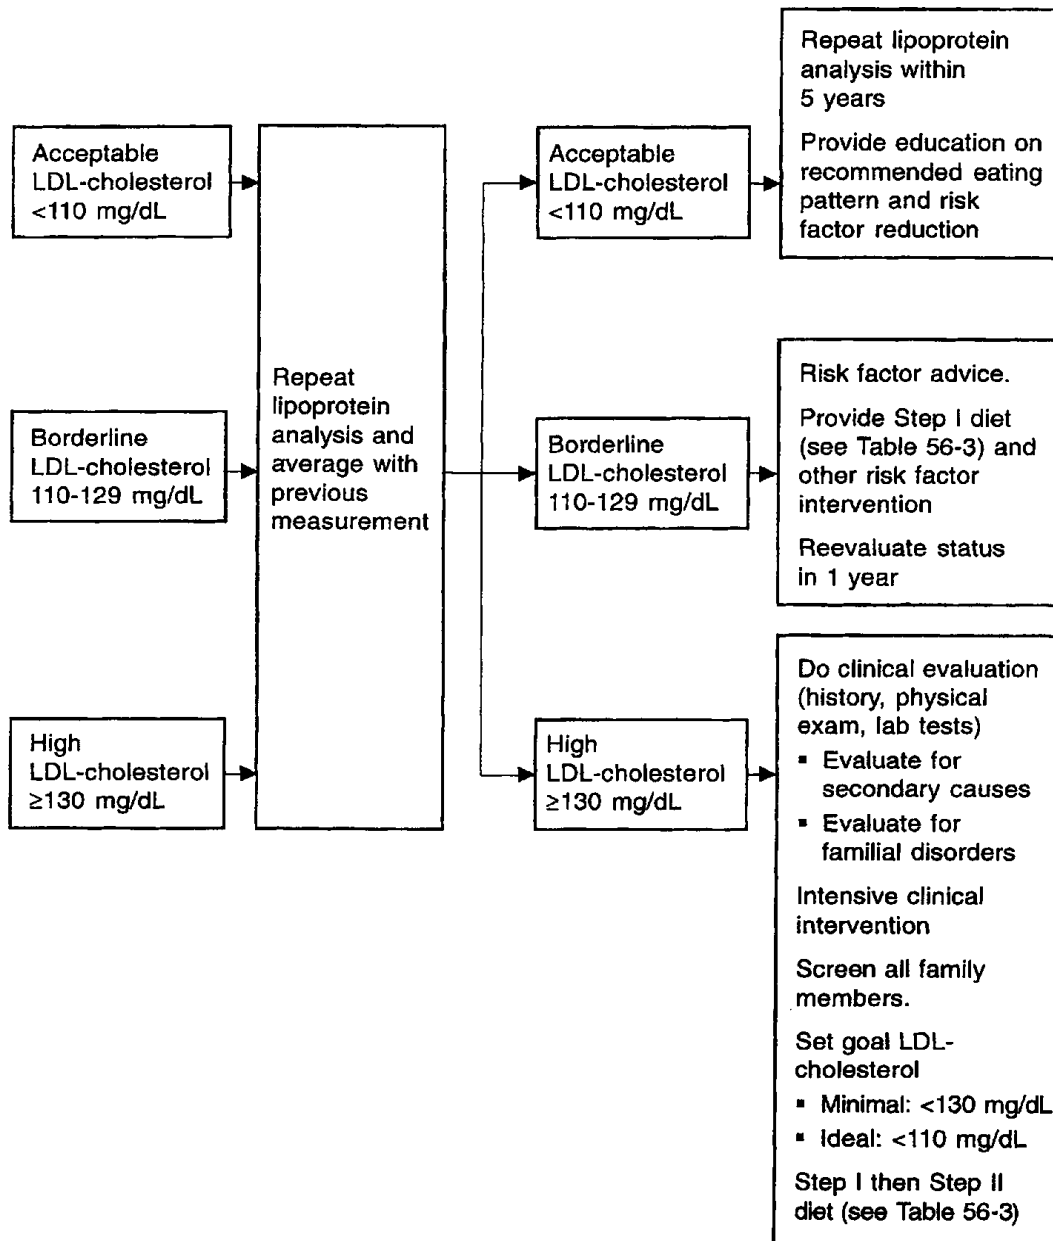 Acceptable
LDL-cholesterol
<110 mg/dL
Borderline
LDL-cholesterol
110-129 mg/dL
High
LDL-cholesterol
≥130 mg/dL
Repeat
lipoprotein
analysis and
average with
previous
measurement
Acceptable
LDL-cholesterol
<110 mg/dL
Borderline
LDL-cholesterol
110-129 mg/dL
High
LDL-cholesterol
≥130 mg/dL
Repeat lipoprotein
analysis within
5 years
Provide education on
recommended eating
pattern and risk
factor reduction
Risk factor advice.
Provide Step I diet
(see Table 56-3) and
other risk factor
intervention
Reevaluate status
in 1 year
Do clinical evaluation
(history, physical
exam, lab tests)
▪ Evaluate for
secondary causes
▪ Evaluate for
familial disorders
Intensive clinical
intervention
Screen all family
members.
Set goal LDL-
cholesterol
▪ Minimal: <130 mg/dL
▪ Ideal: <110 mg/dL
Step I then Step II
diet (see Table 56-3)